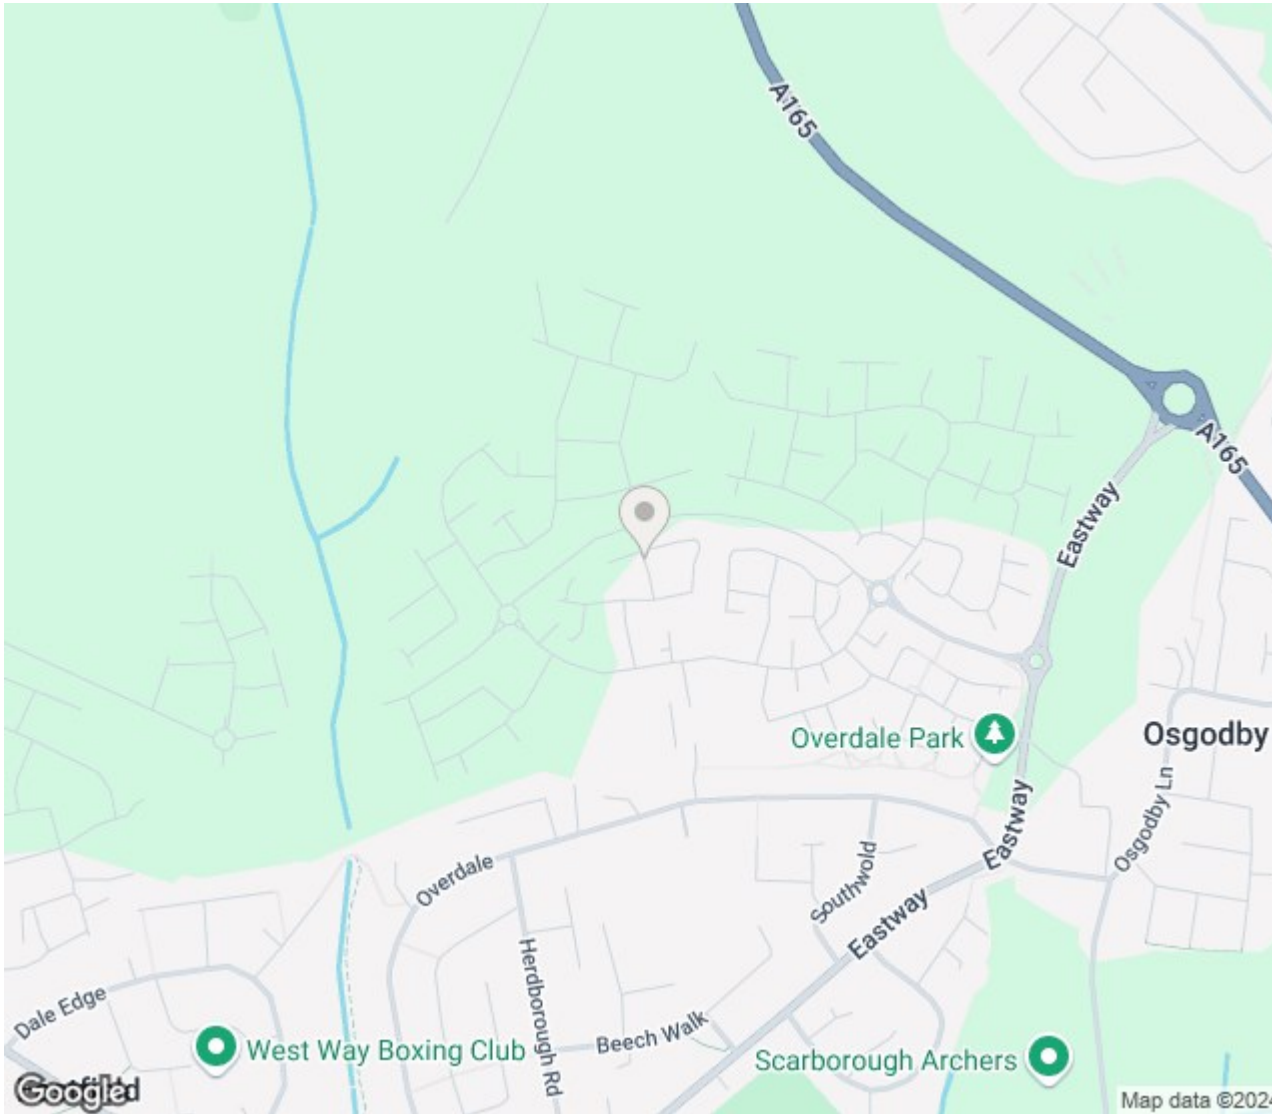 A165
A165
Eastway
Overdale Park
Osgodby
Eastway
Osgodby Ln
Overdale
Southwold
Eastway
Herdborough Rd
Dale Edge
West Way Boxing Club
Beech Walk
Scarborough Archers
Google
Map data ©2024